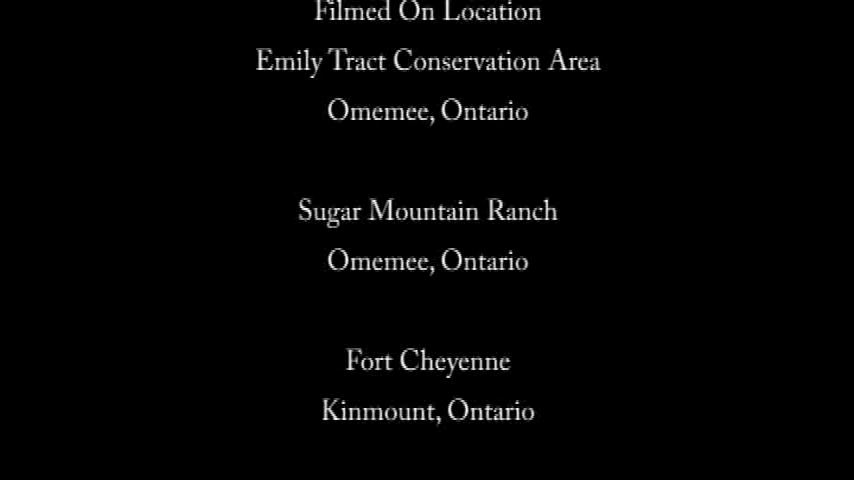 Filmed On Location
Emily Tract Conservation Area
Omemee, Ontario
Sugar Mountain Ranch
Omemee, Ontario
Fort Cheyenne
Kinmount, Ontario